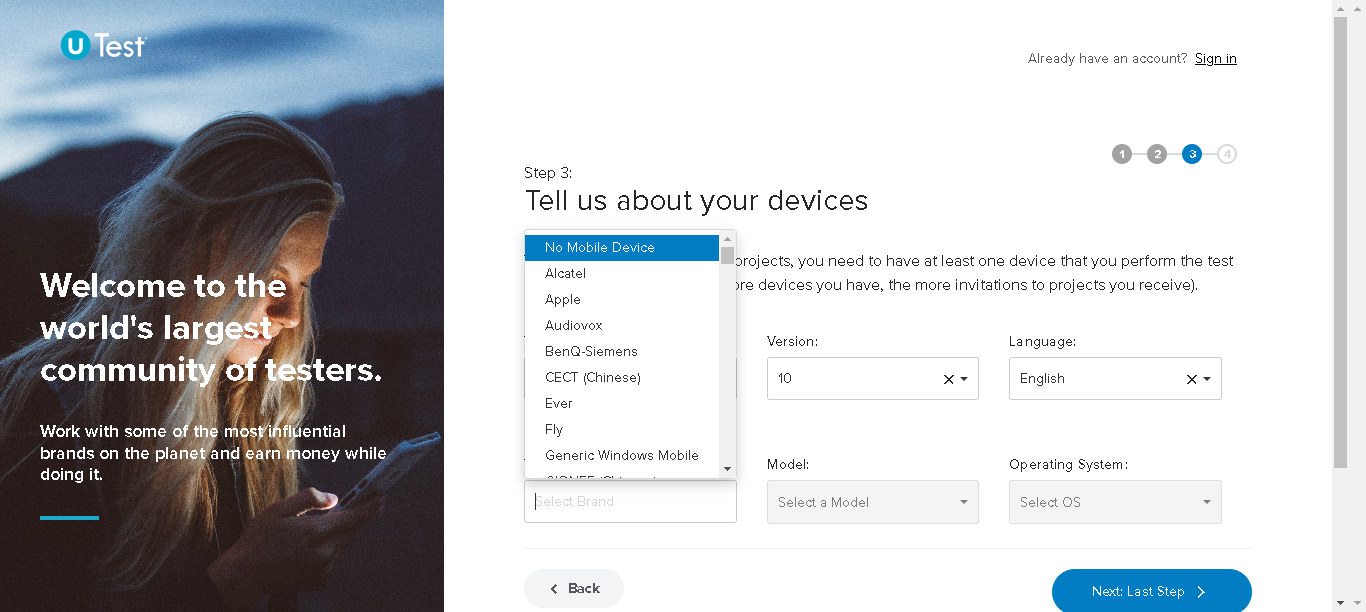 U Test
Already have an account? Sign in
1 2 3 4
Step 3:
Tell us about your devices
No Mobile Device
Alcatel
Apple
Audiovox
BenQ-Siemens
CECT (Chinese)
Ever
Fly
Generic Windows Mobile
projects, you need to have at least one device that you perform the test
ore devices you have, the more invitations to projects you receive).
Version:
Language:
10
English
Model:
Operating System:
Select Brand
Select a Model
Select OS
Back
Next: Last Step
Welcome to the
world's largest
community of testers.
Work with some of the most influential
brands on the planet and earn money while
doing it.